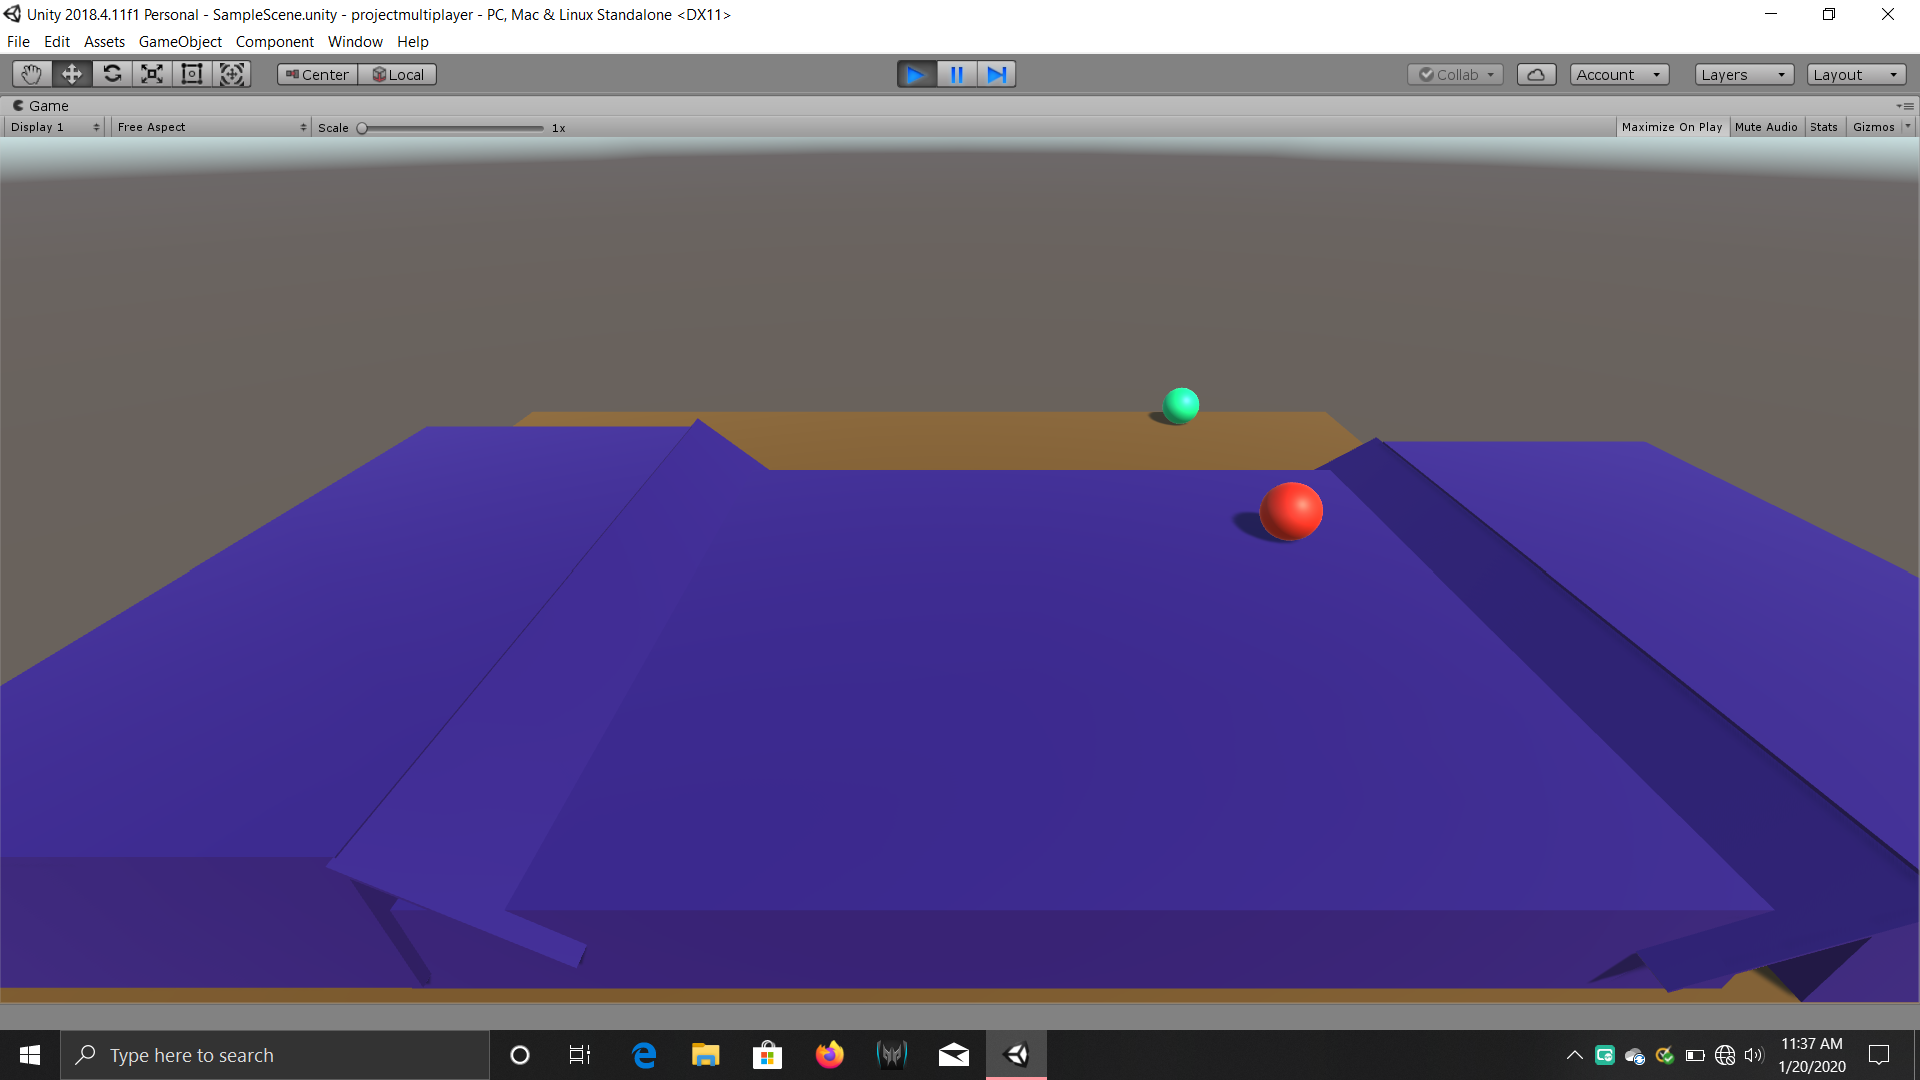 Unity 2018.4.11f1 Personal - SampleScene.unity - projectmultiplayer - PC, Mac & Linux Standalone <DX11>
File Edit Assets GameObject Component Window Help
Center Local Collab Account Layers Layout
Game
Display 1 Free Aspect Scale 1x Maximize On Play Mute Audio Stats Gizmos
Type here to search
11:37 AM
1/20/2020